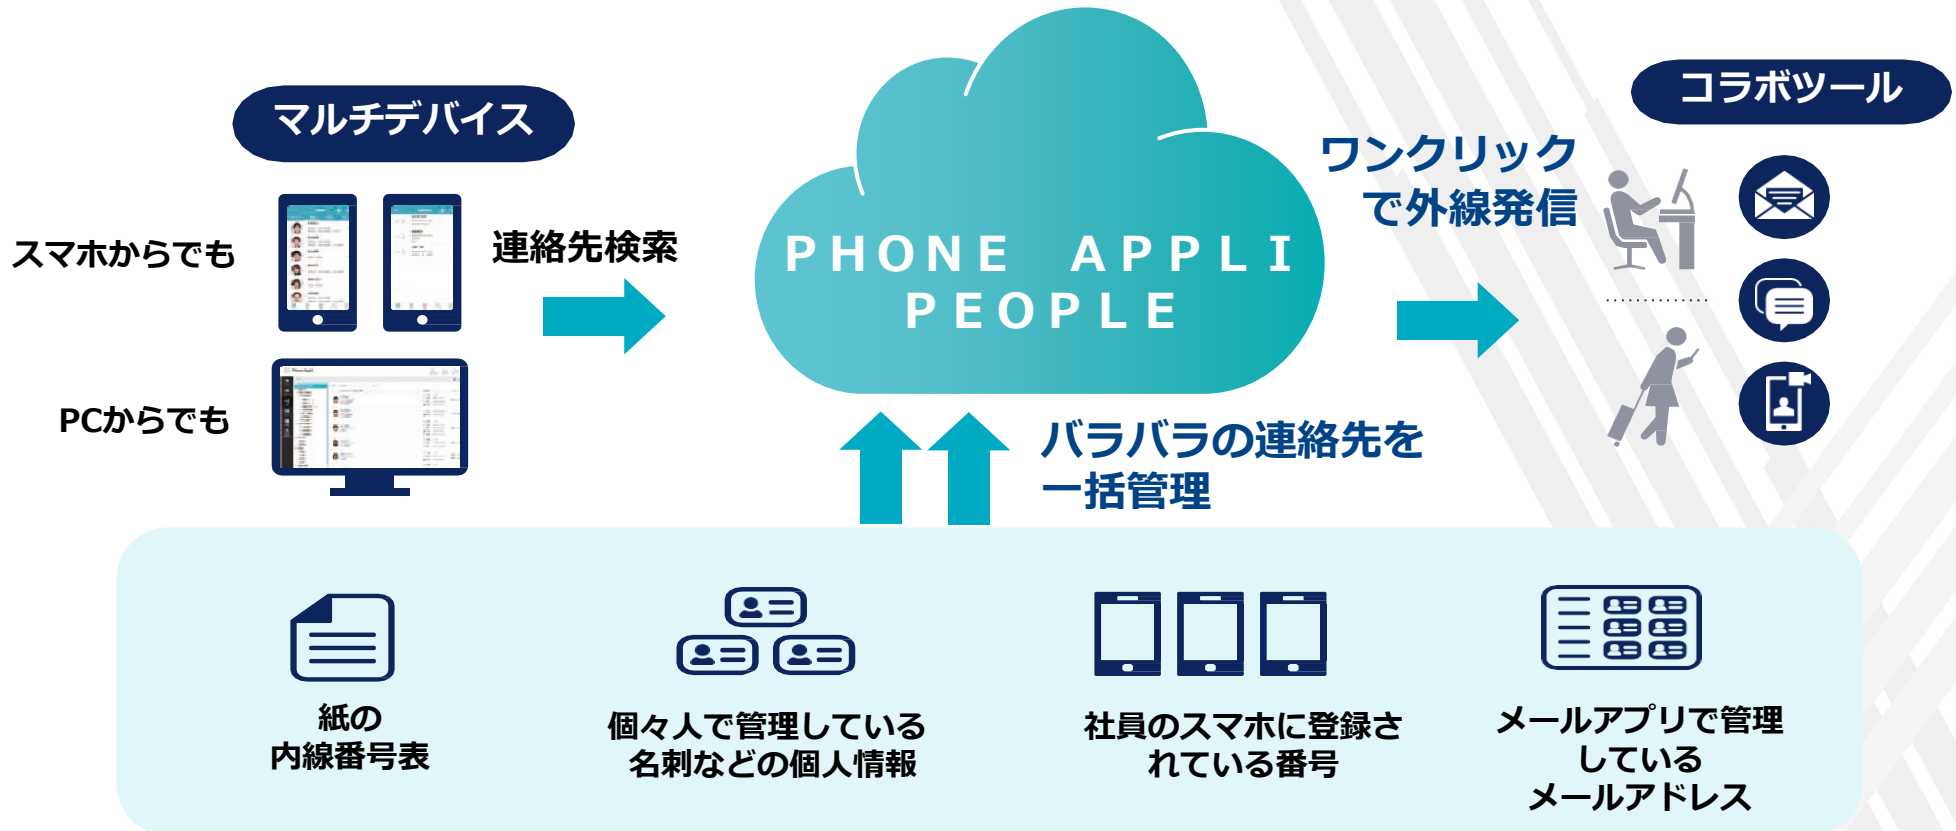 マルチデバイス
スマホからでも
PCからでも
連絡先検索
PHONE APPLI
PEOPLE
ワンクリック
で外線発信
コラボツール
バラバラの連絡先を
一括管理
紙の
内線番号表
個々人で管理している
名刺などの個人情報
社員のスマホに登録さ
れている番号
メールアプリで管理
している
メールアドレス